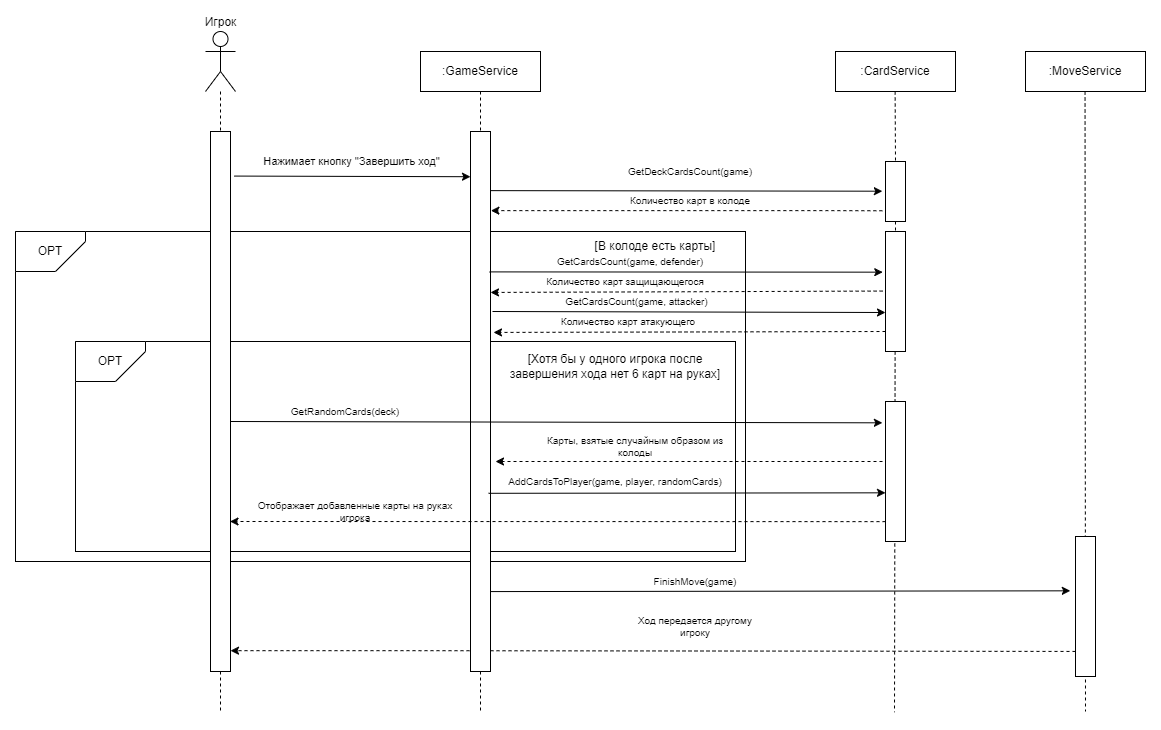 Игрок
:GameService
:CardService
:MoveService
Нажимает кнопку "Завершить ход"
GetDeckCardsCount(game)
Количество карт в колоде
OPT
[В колоде есть карты]
GetCardsCount(game, defender)
Количество карт защищающегося
GetCardsCount(game, attacker)
Количество карт атакующего
OPT
[Хотя бы у одного игрока после
завершения хода нет 6 карт на руках]
GetRandomCards(deck)
Карты, взятые случайным образом из
колоды
AddCardsToPlayer(game, player, randomCards)
Отображает добавленные карты на руках
игрока
FinishMove(game)
Ход передается другому
игроку